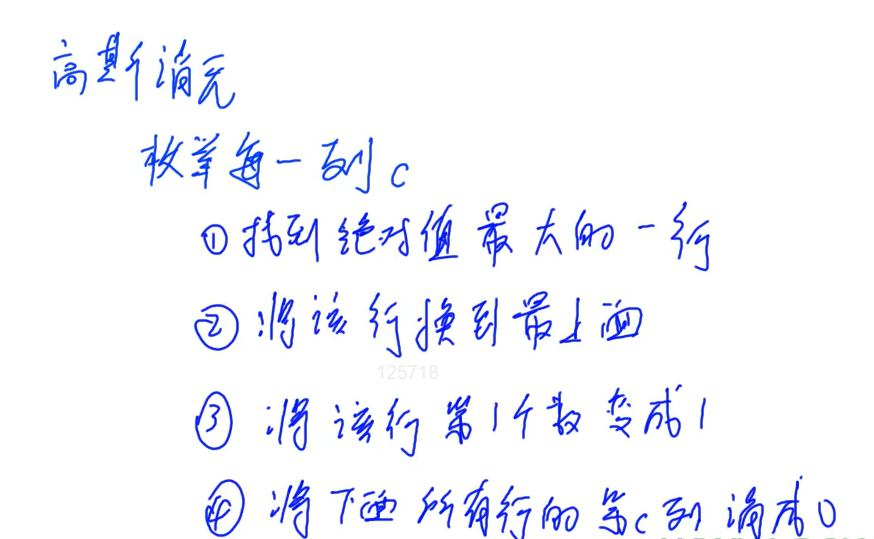 高斯消元
枚举每一列c
①找到绝对值最大的一行
②将该行换到最上面
125718
③将该行第1个数变成1
④将下面所有行的第c列消成0